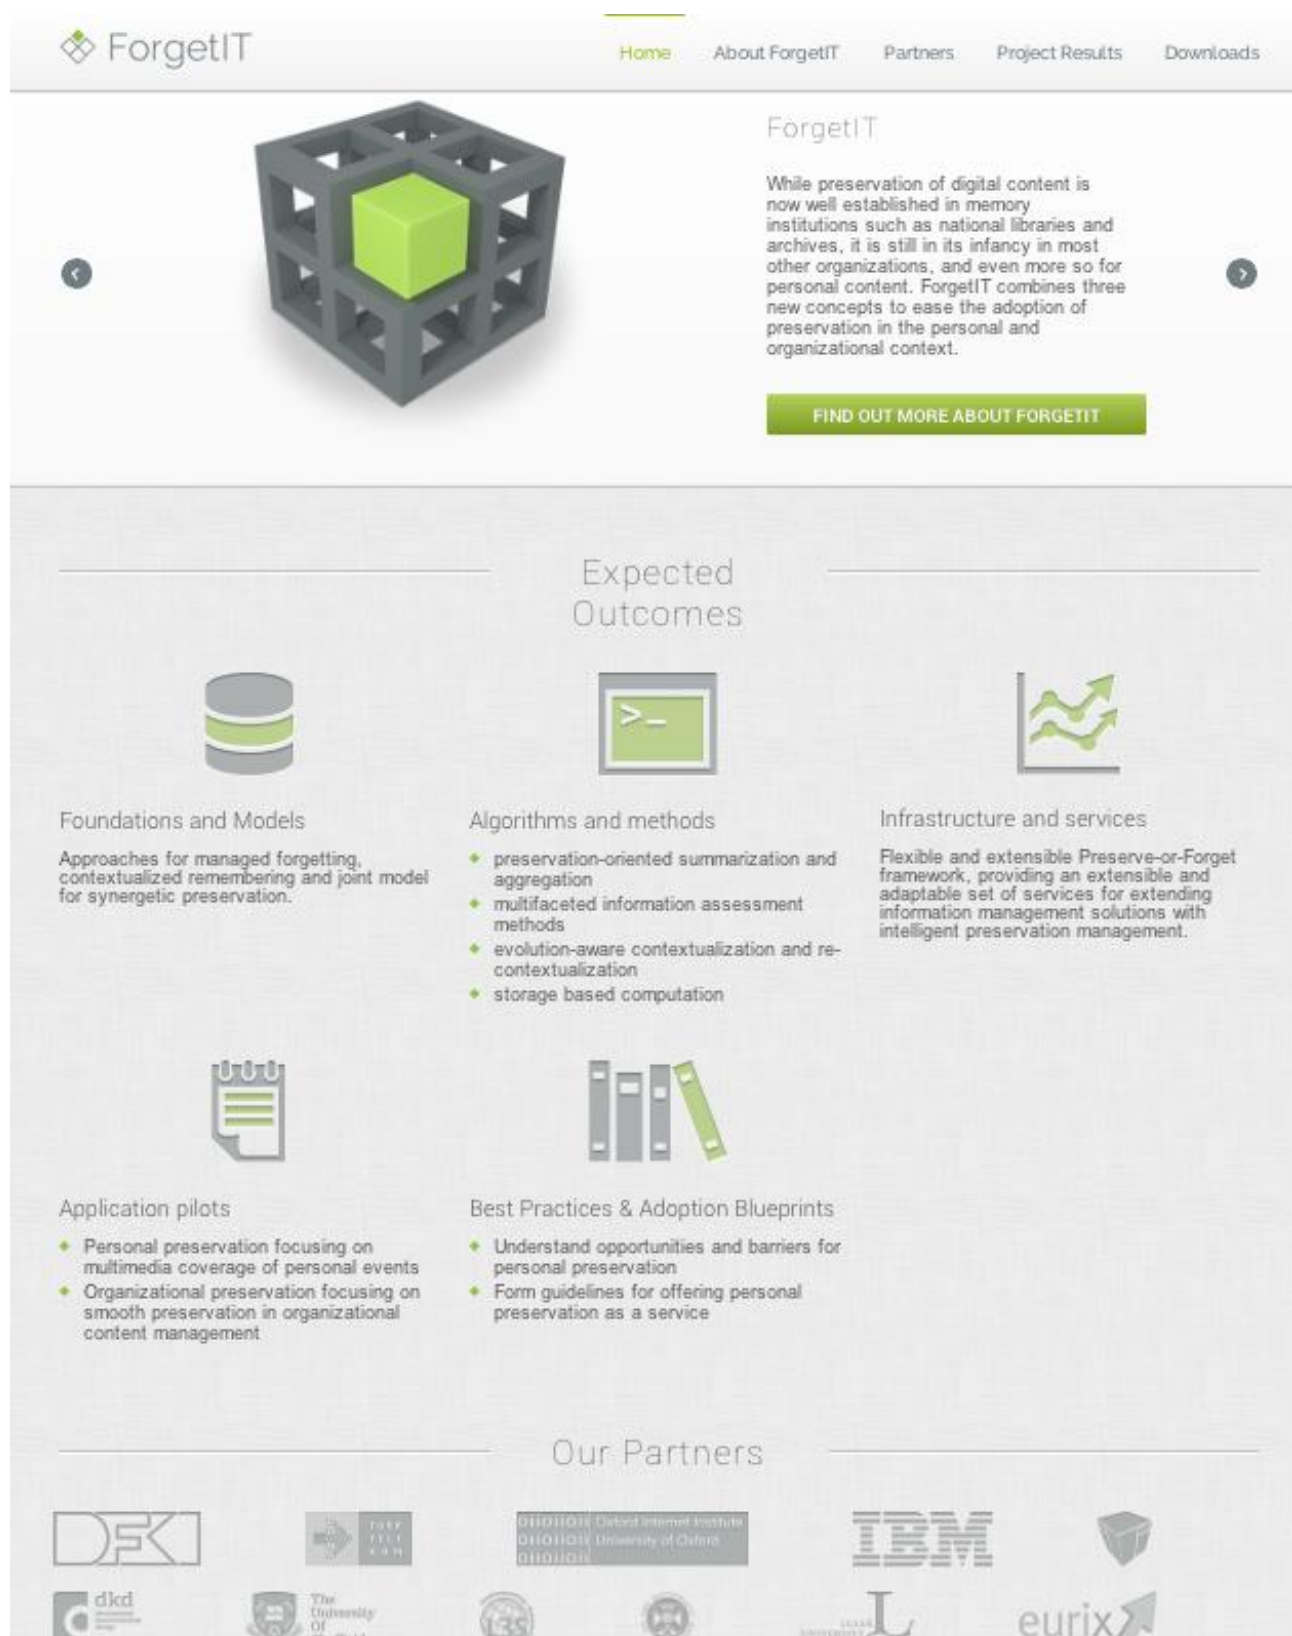 ForgetIT
Home About ForgetIT Partners Project Results Downloads
ForgetIT
While preservation of digital content is
now well established in memory
institutions such as national libraries and
archives, it is still in its infancy in most
other organizations, and even more so for
personal content. ForgetIT combines three
new concepts to ease the adoption of
preservation in the personal and
organizational context.
FIND OUT MORE ABOUT FORGETIT
Expected
Outcomes
>_
Foundations and Models
Approaches for managed forgetting,
contextualized remembering and joint model
for synergetic preservation.
Algorithms and methods
preservation-oriented summarization and
aggregation
multifaceted information assessment
methods
evolution-aware contextualization and re-
contextualization
storage based computation
Infrastructure and services
Flexible and extensible Preserve-or-Forget
framework, providing an extensible and
adaptable set of services for extending
information management solutions with
intelligent preservation management.
Application pilots
Personal preservation focusing on
multimedia coverage of personal events
Organizational preservation focusing on
smooth preservation in organizational
content management
Best Practices & Adoption Blueprints
Understand opportunities and barriers for
personal preservation
Form guidelines for offering personal
preservation as a service
Our Partners
DFKI
Oxford Internet Institute
University of Oxford
IBM
dkd
The
University
Of
L3S
L
eurix